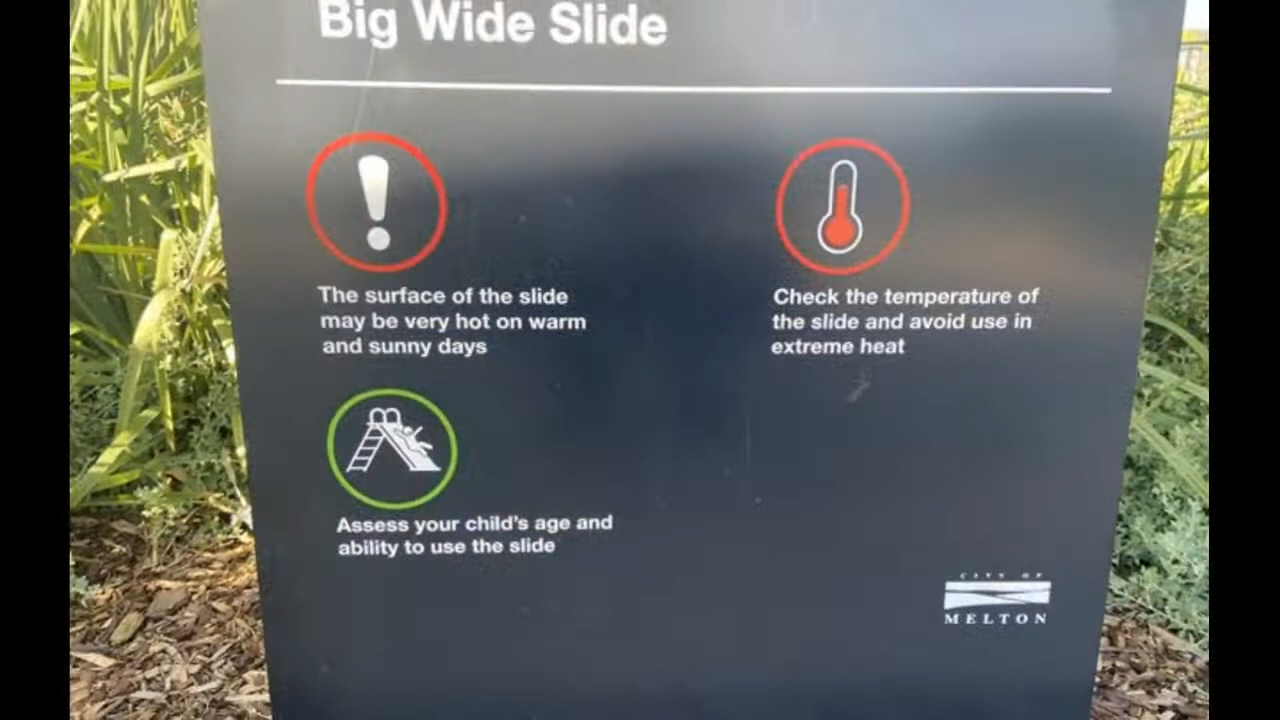 Big Wide Slide
The surface of the slide
may be very hot on warm
and sunny days
Check the temperature of
the slide and avoid use in
extreme heat
Assess your child's age and
ability to use the slide
CITY OF
MELTON